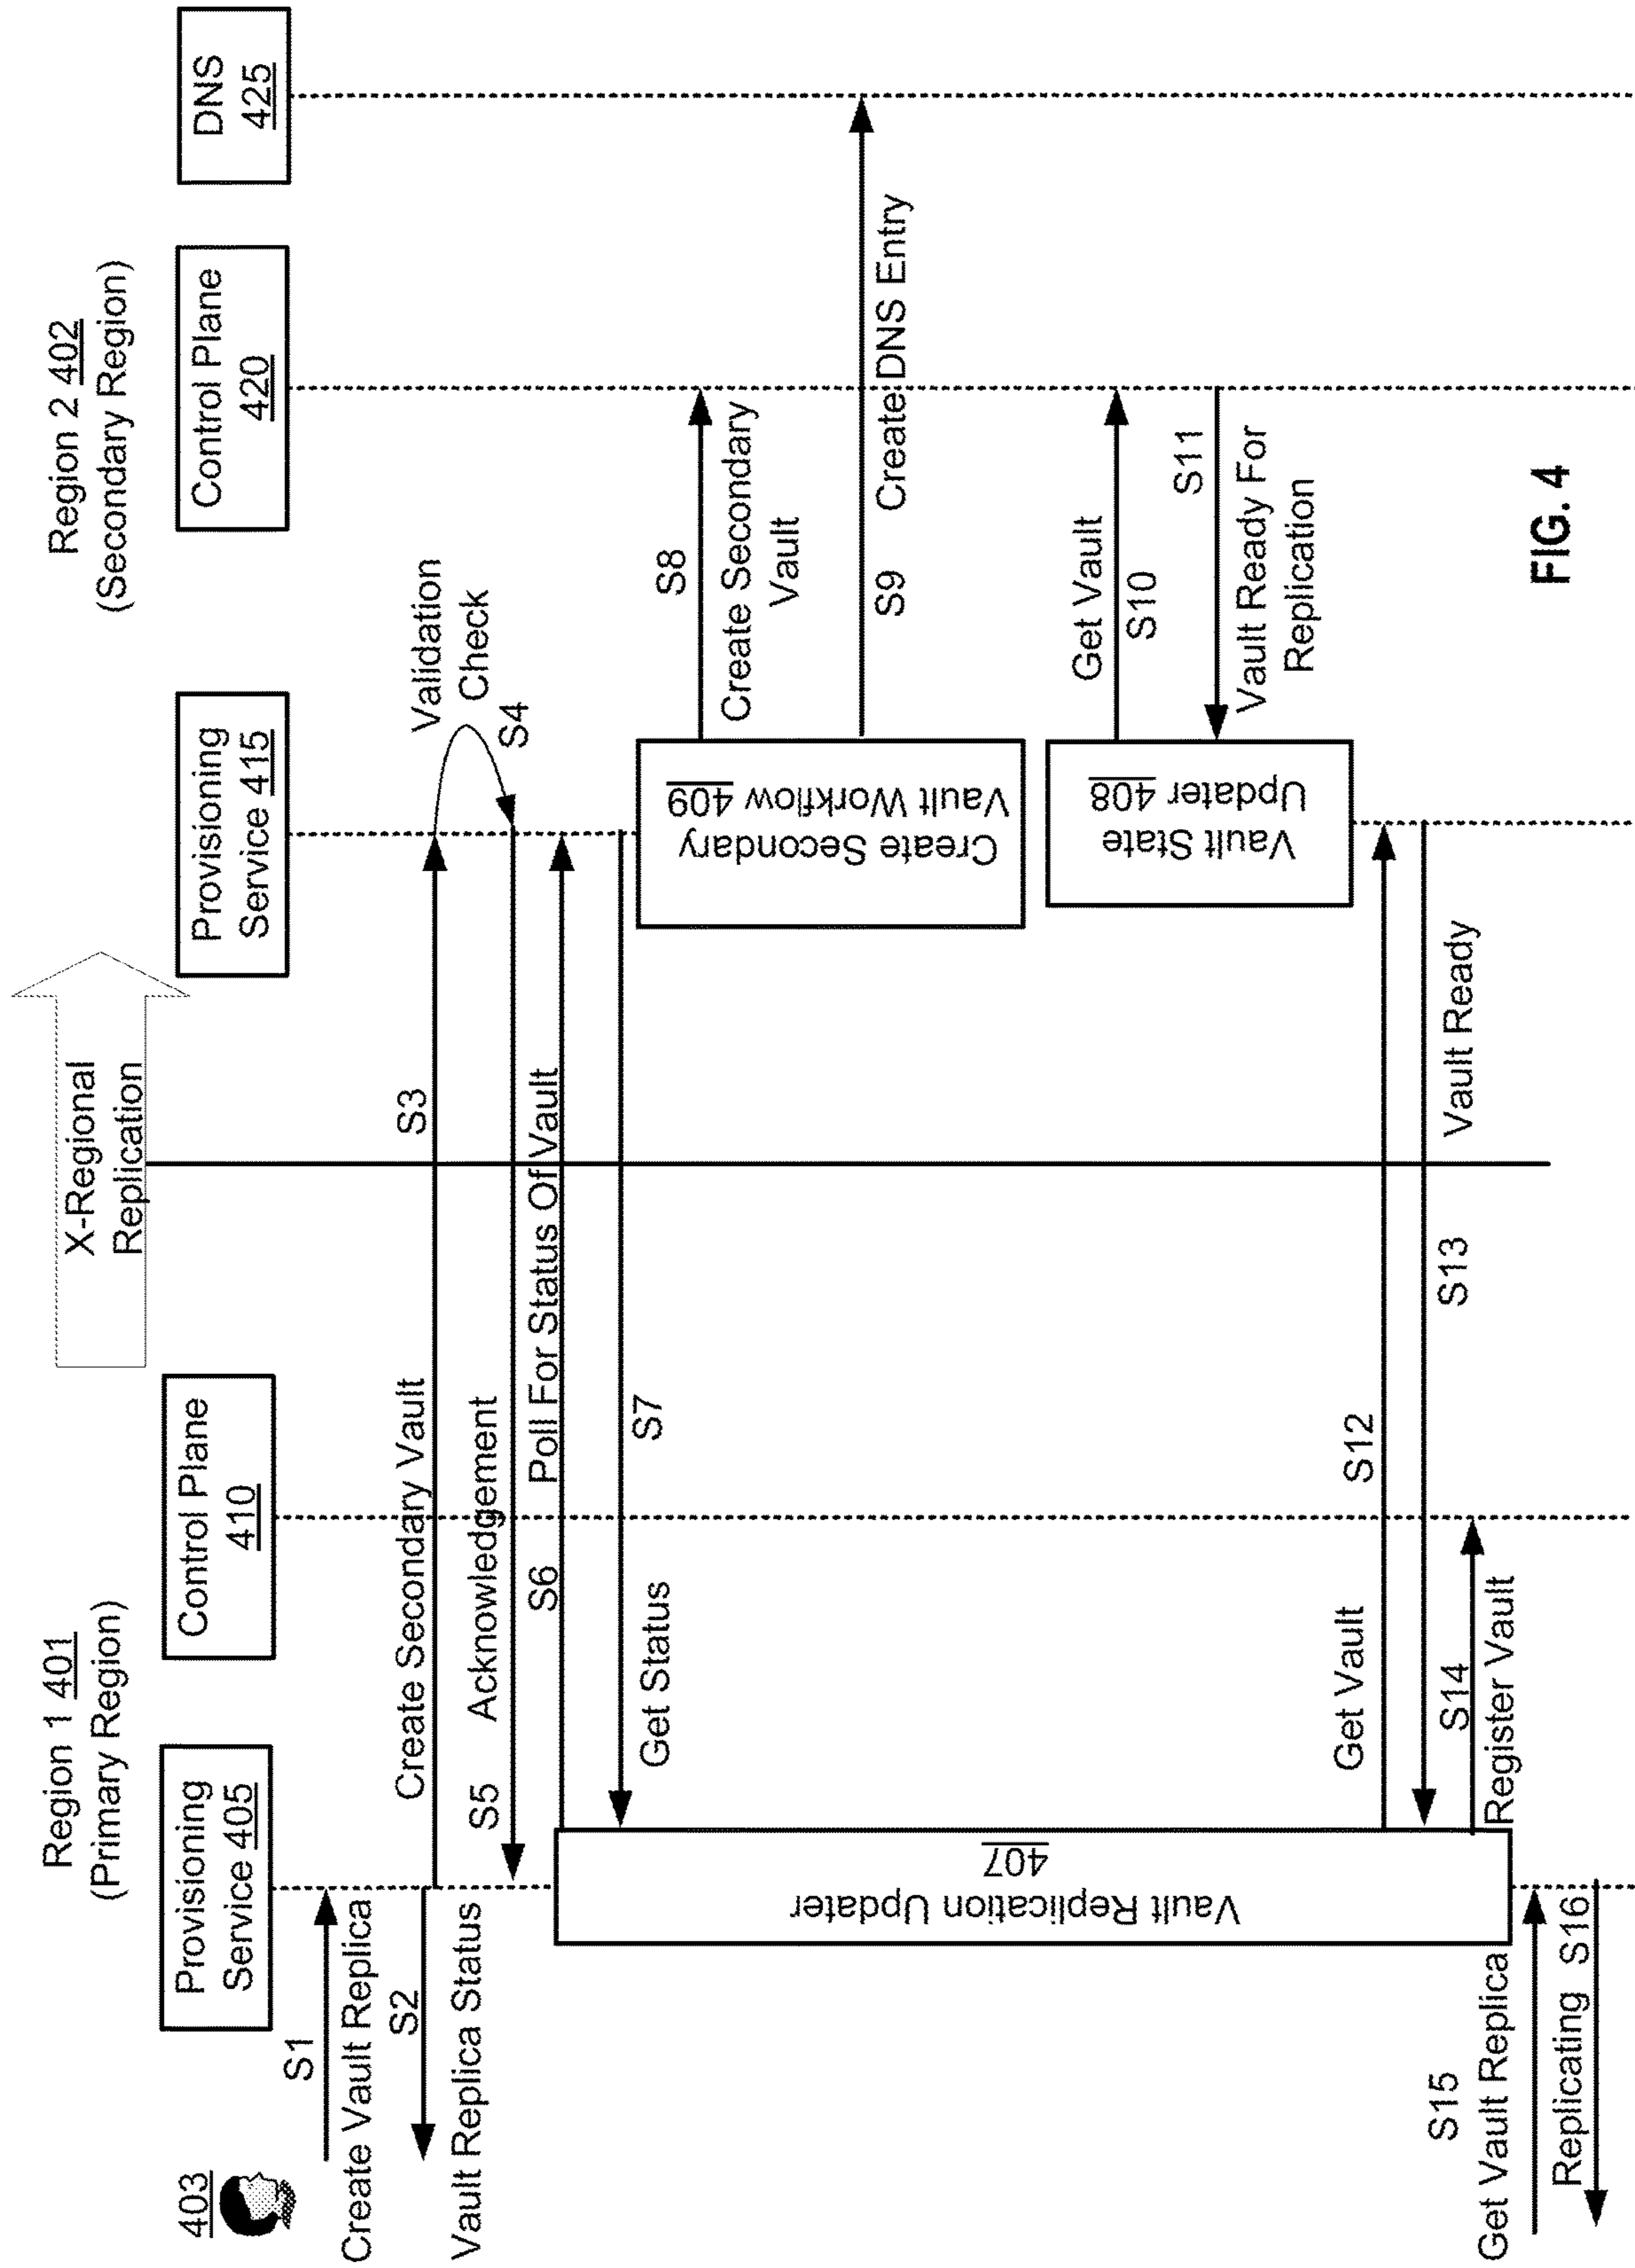 Region 1 401
(Primary Region)
X-Regional
Replication
Region 2 402
(Secondary Region)
403
Provisioning
Service 405
Control Plane
410
Provisioning
Service 415
Control Plane
420
DNS
425
S1
Create Vault Replica
S2
Vault Replica Status
Create Secondary Vault
S3
Validation
Check
S4
S5
Acknowledgement
S6
Poll For Status Of Vault
S7
Get Status
Vault Replication Updater
407
Create Secondary
Vault Workflow 409
S8
Create Secondary
Vault
S9
Create DNS Entry
Vault State
Updater 408
Get Vault
S10
S11
Vault Ready For
Replication
Get Vault
S12
S13
Vault Ready
S14
Register Vault
S15
Get Vault Replica
Replicating S16
FIG. 4